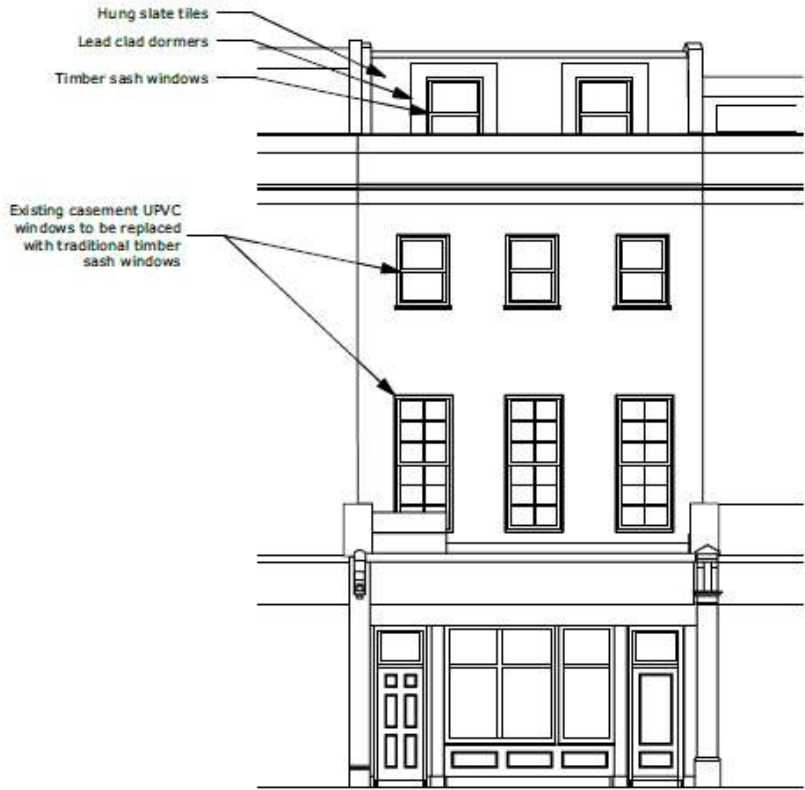 Hung slate tiles
Lead clad dormers
Timber sash windows
Existing casement UPVC
windows to be replaced
with traditional timber
sash windows